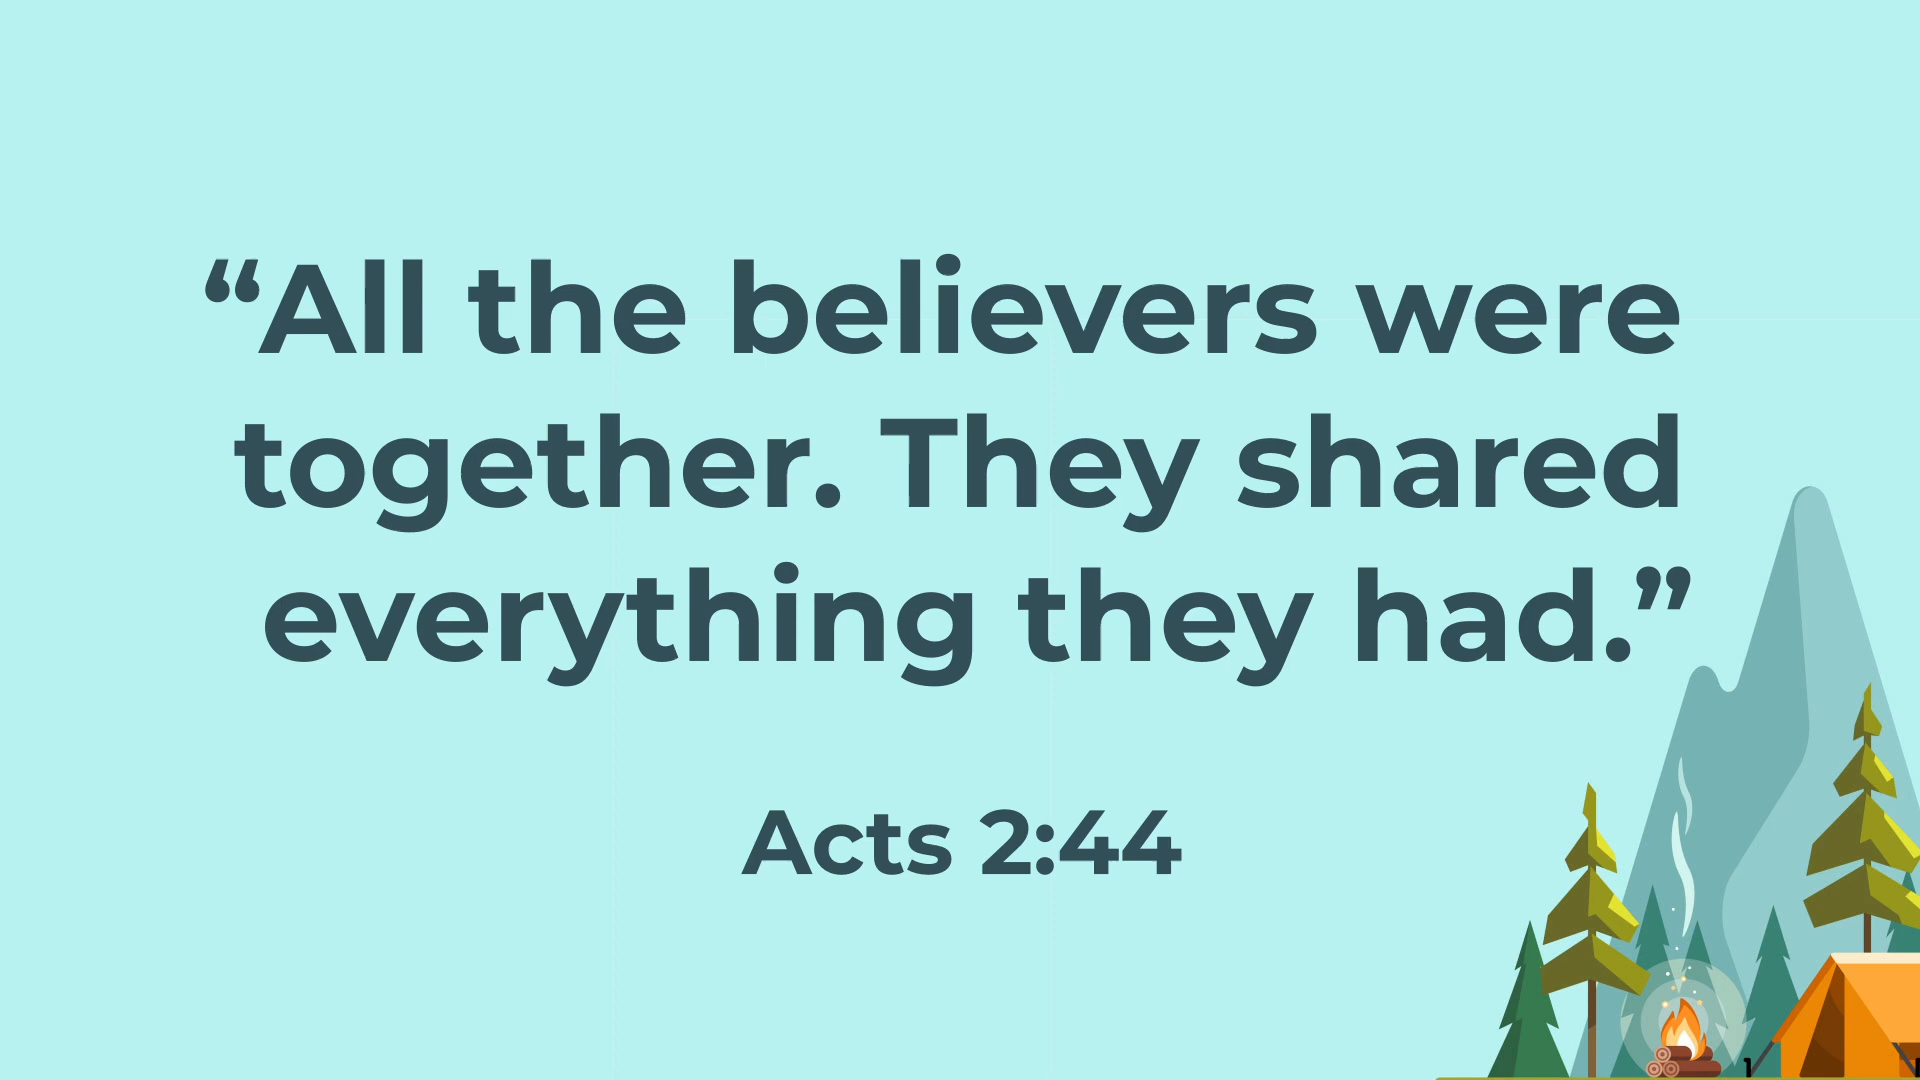 “All the believers were
together. They shared
everything they had.”
Acts 2:44